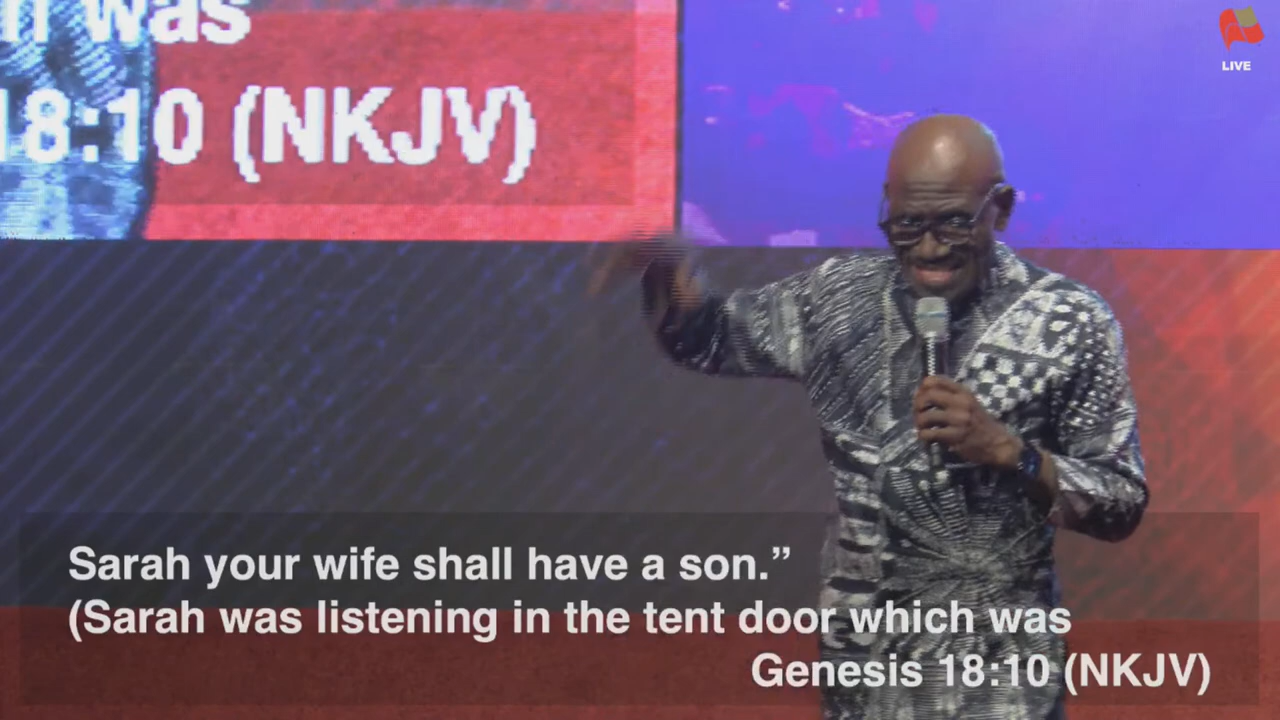 was
18:10 (NKJV)
LIVE
Sarah your wife shall have a son.”
(Sarah was listening in the tent door which was
Genesis 18:10 (NKJV)